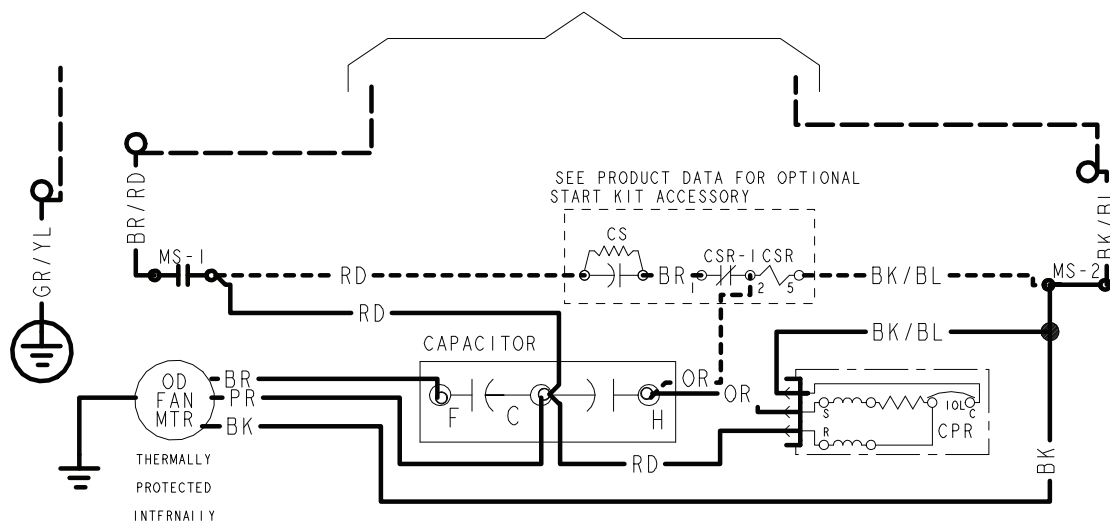 SEE PRODUCT DATA FOR OPTIONAL
START KIT ACCESSORY
GR/YL
BR/RD
BK/BL
CS
MS-1
CSR-1
CSR
MS-2
RD
BR
2
5
BK/BL
RD
BK/BL
CAPACITOR
OD
FAN
MTR
BR
PR
BK
F
C
H
OR
OR
S
IOL
C
R
CPR
RD
BK
THERMALLY
PROTECTED
INTERNALLY